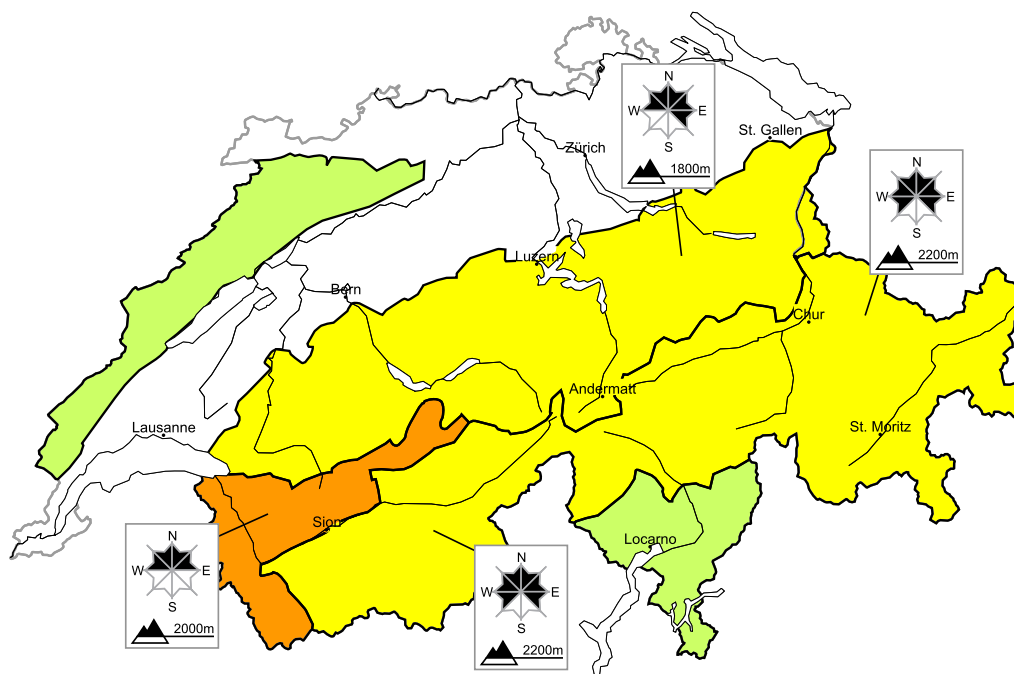 N
W E
S
1800m
St. Gallen
Zürich
N
W E
S
2200m
Luzern
Bern
Chur
Andermatt
Lausanne
St. Moritz
Sion
Locarno
N
W E
S
2000m
N
W E
S
2200m